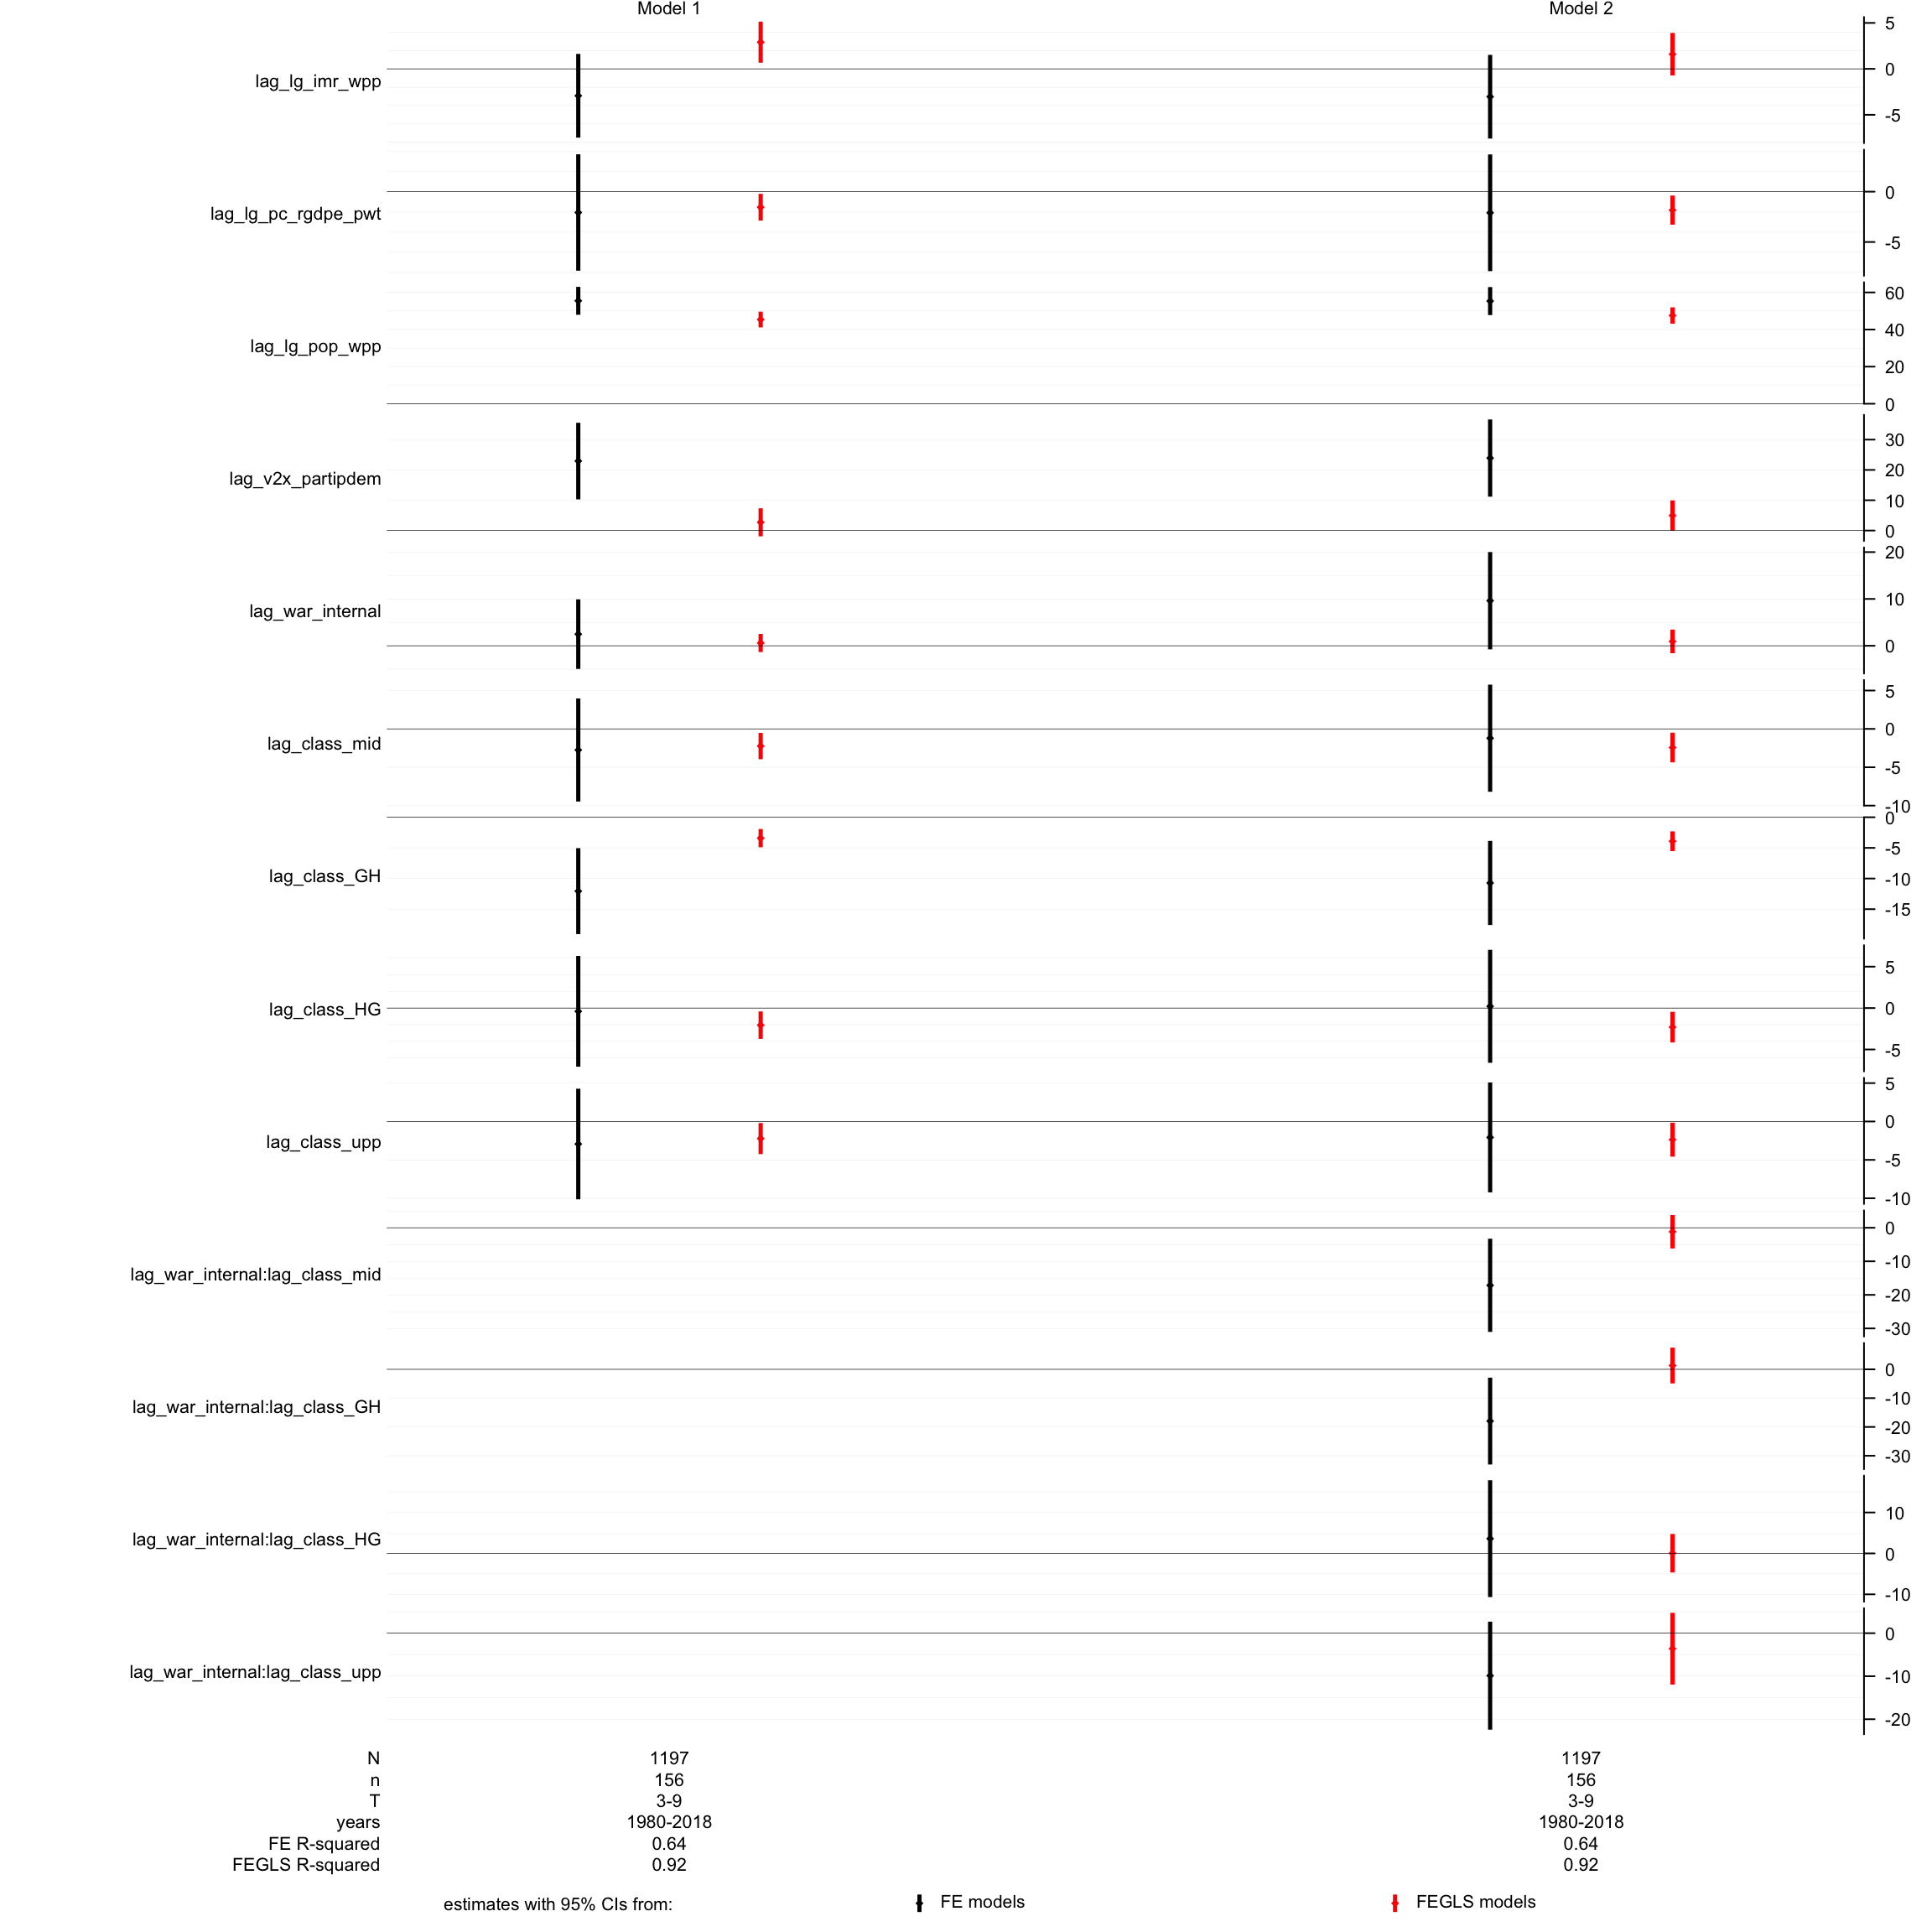 Model 1 Model 2
lag_lg_imr_wpp
5
0
-5
lag_lg_pc_rgdpe_pwt
0
-5
lag_lg_pop_wpp
60
40
20
0
lag_v2x_partipdem
30
20
10
0
lag_war_internal
20
10
0
lag_class_mid
5
0
-5
-10
lag_class_GH
0
-5
-10
-15
lag_class_HG
5
0
-5
lag_class_upp
5
0
-5
-10
lag_war_internal:lag_class_mid
0
-10
-20
-30
lag_war_internal:lag_class_GH
0
-10
-20
-30
lag_war_internal:lag_class_HG
10
0
-10
lag_war_internal:lag_class_upp
0
-10
-20
N 1197 1197
n 156 156
T 3-9 3-9
years 1980-2018 1980-2018
FE R-squared 0.64 0.64
FEGLS R-squared 0.92 0.92
estimates with 95% CIs from: FE models FEGLS models